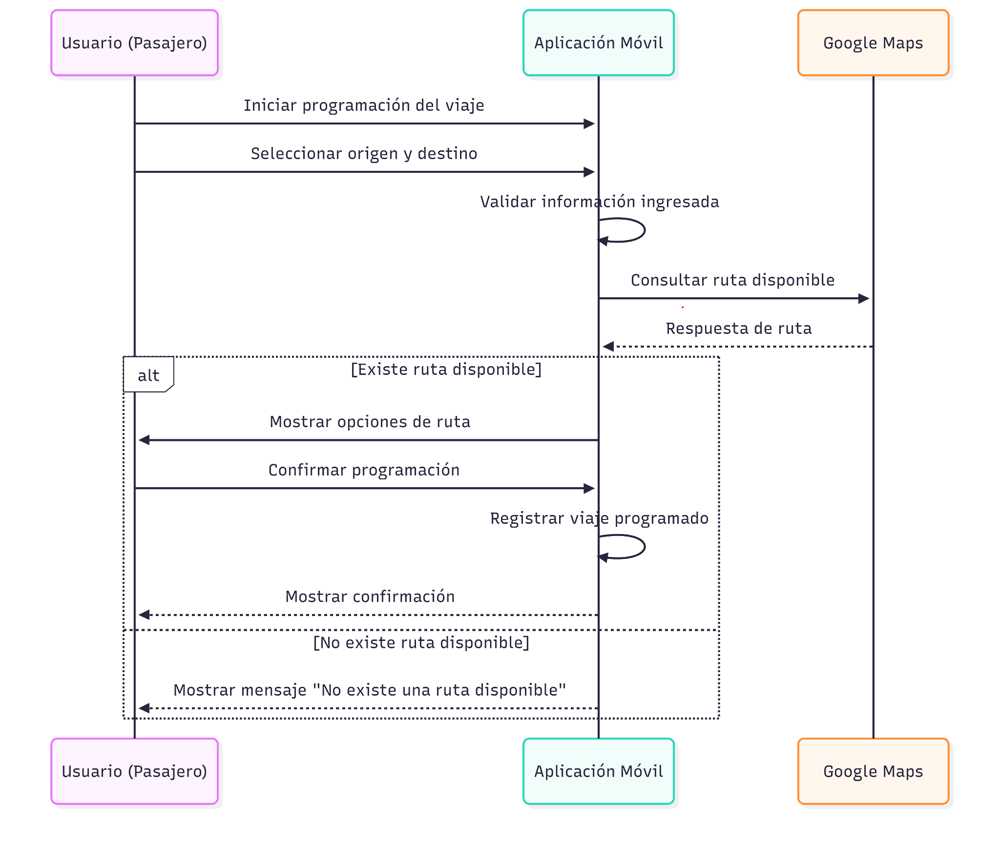 Usuario (Pasajero)
Aplicación Móvil
Google Maps
Iniciar programación del viaje
Seleccionar origen y destino
Validar información ingresada
Consultar ruta disponible
Respuesta de ruta
alt
[Existe ruta disponible]
Mostrar opciones de ruta
Confirmar programación
Registrar viaje programado
Mostrar confirmación
[No existe ruta disponible]
Mostrar mensaje "No existe una ruta disponible"
Usuario (Pasajero)
Aplicación Móvil
Google Maps